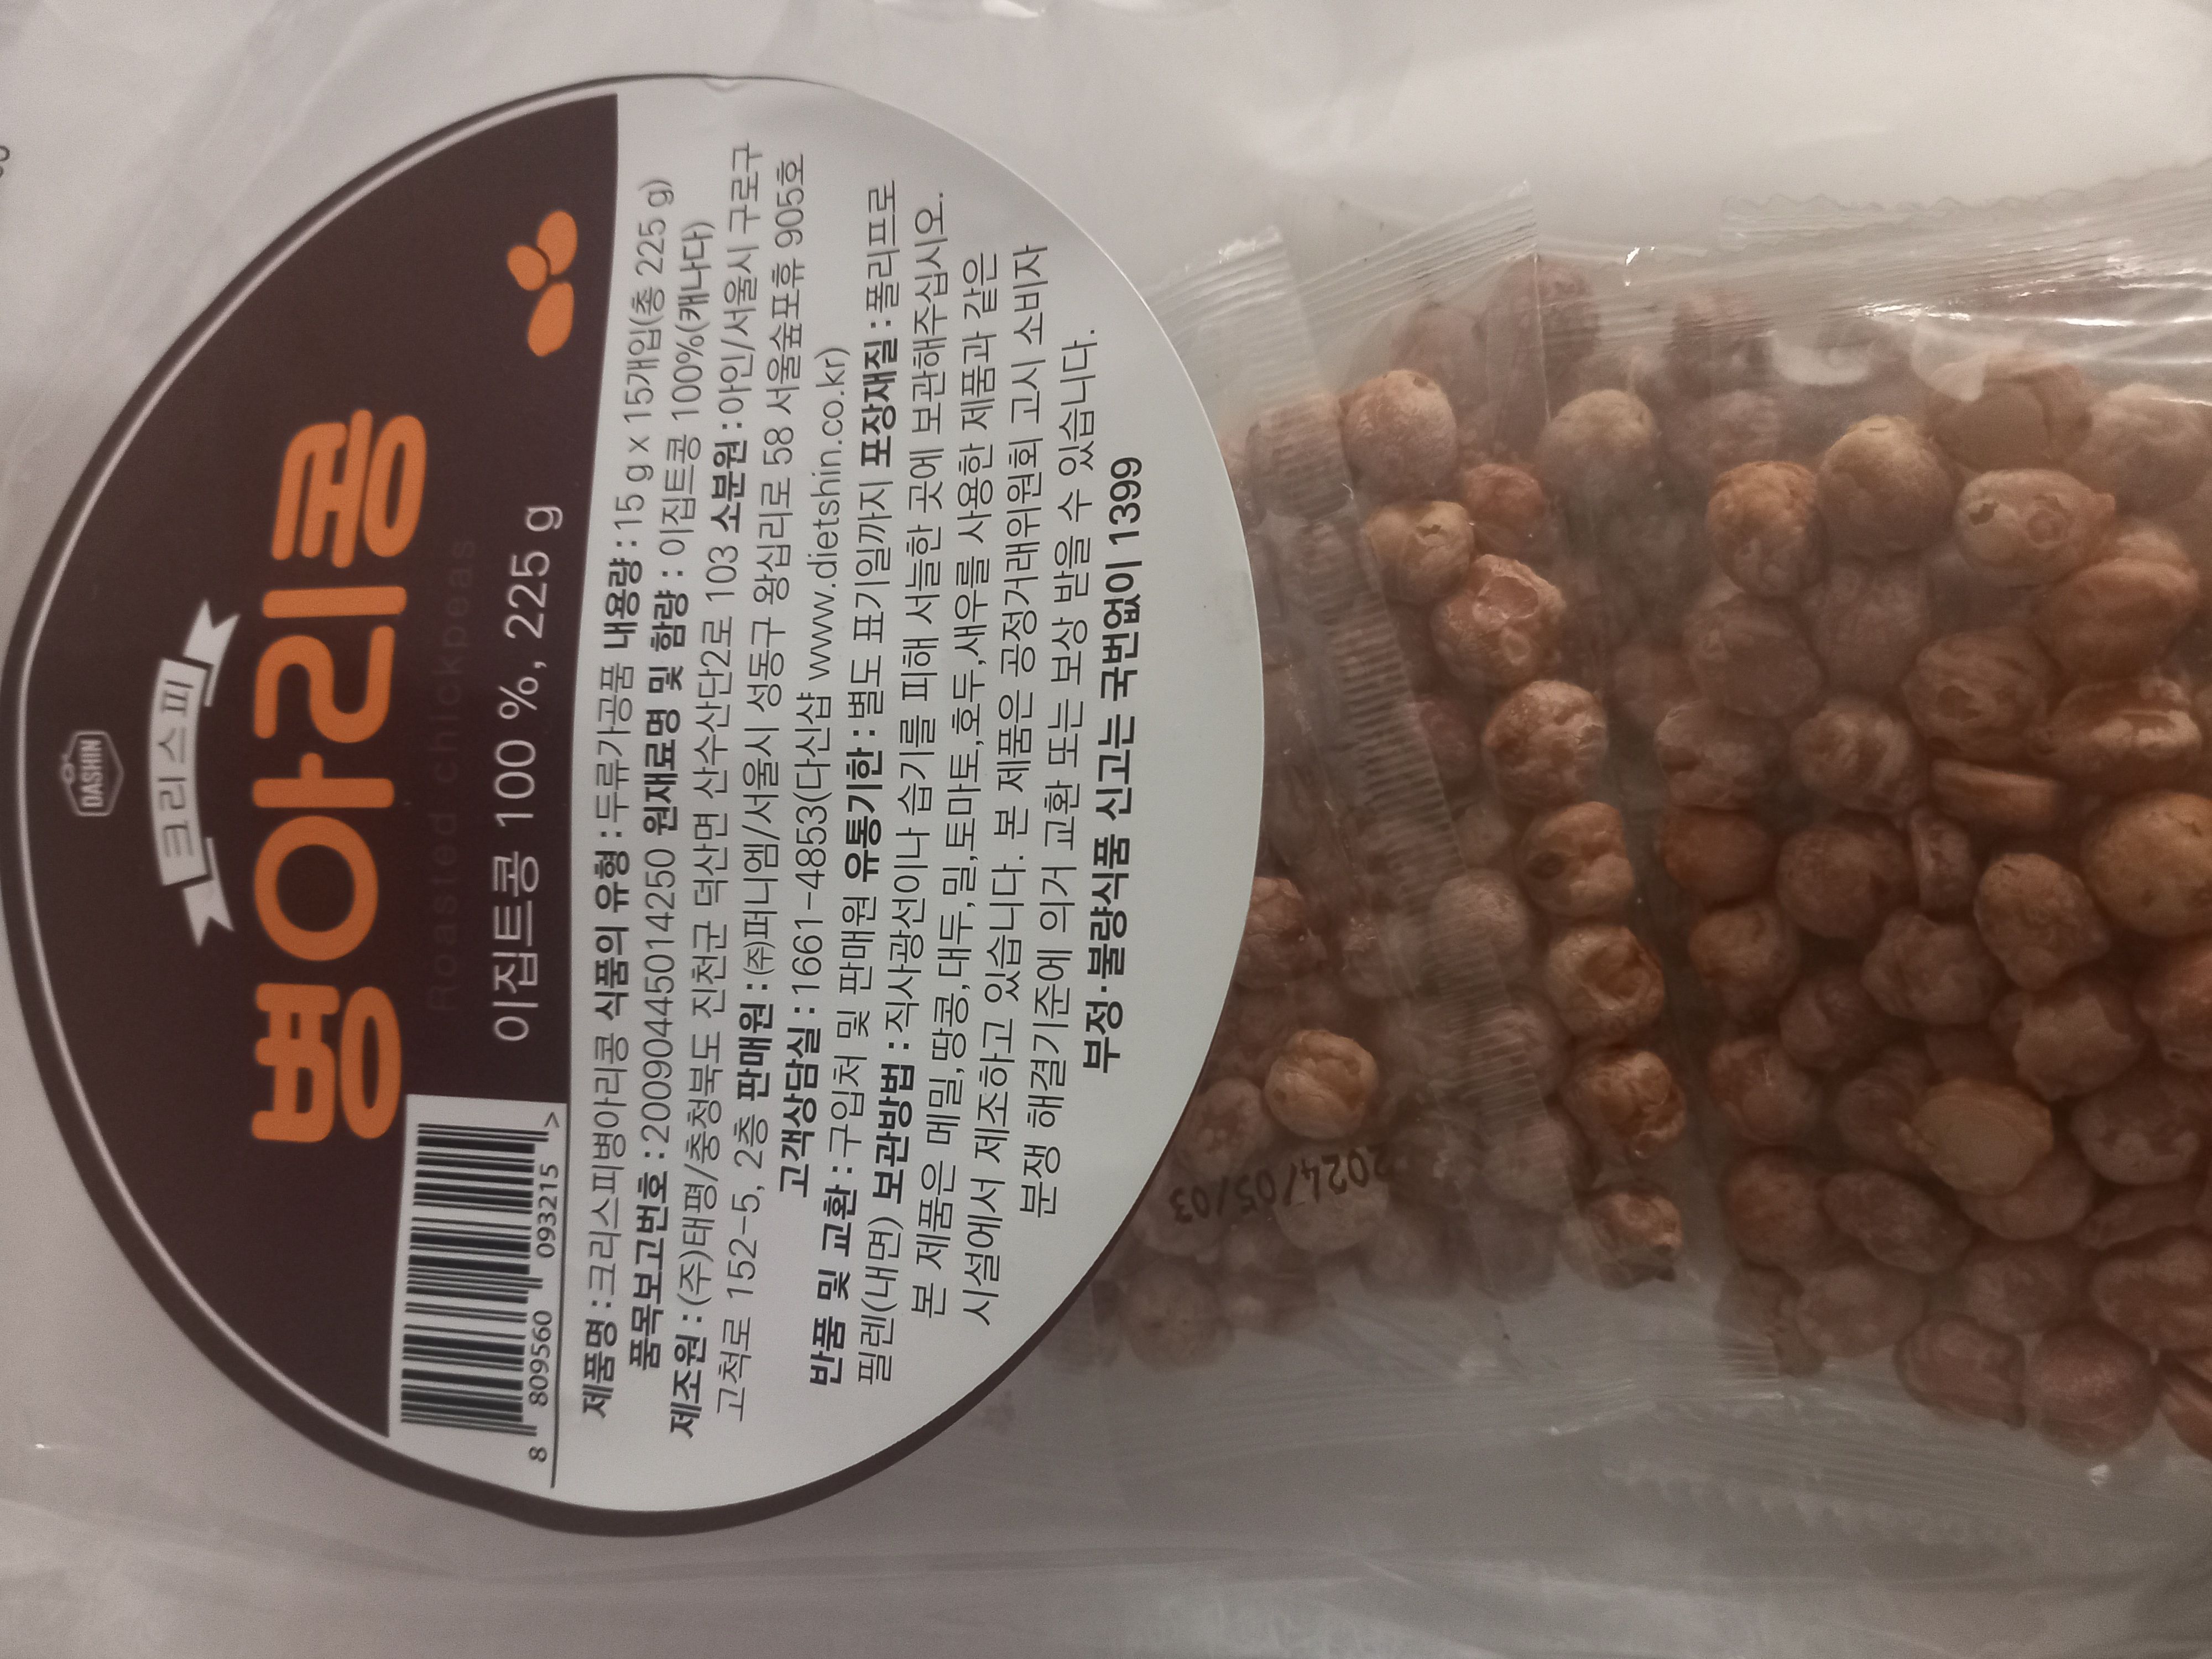 DASHIN
크리스피
병아리콩
Roasted chickpeas
이집트콩 100 %, 225 g
8 809560 093215 >
제품명 : 크리스피병아리콩 식품의 유형 : 두류가공품 내용량 : 15 g x 15개입(총 225 g)
품목보고번호 : 20090445014250 원재료명 및 함량 : 이집트콩 100%(캐나다)
제조원 : (주)태평/충청북도 진천군 덕산면 산수산단2로 103 소분원 : 아인/서울시 구로구
고척로 152-5, 2층 판매원 : (주)퍼니엠/서울시 성동구 왕십리로 58 서울숲포휴 905호
고객상담실 : 1661-4853(다신샵 www.dietshin.co.kr)
반품 및 교환 : 구입처 및 판매원 유통기한 : 별도 표기일까지 포장재질 : 폴리프로
필렌(내면) 보관방법 : 직사광선이나 습기를 피해 서늘한 곳에 보관해주십시오.
본 제품은 메밀,땅콩,대두,밀,토마토,호두,새우를 사용한 제품과 같은
시설에서 제조하고 있습니다. 본 제품은 공정거래위원회 고시 소비자
분쟁 해결기준에 의거 교환 또는 보상 받을 수 있습니다.
부정·불량식품 신고는 국번없이 1399
2024/05/03